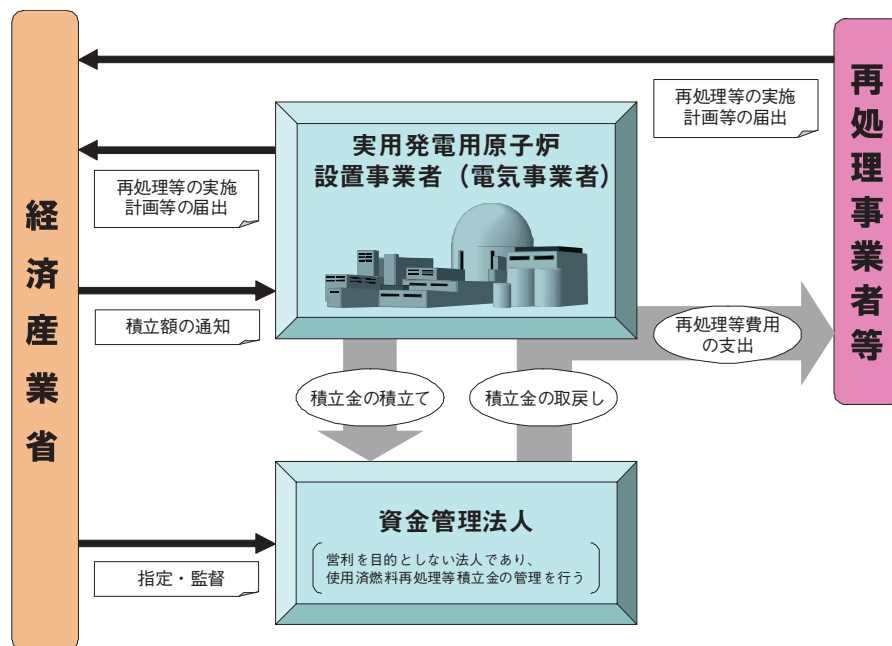 経済産業省
再処理事業者等
再処理等の実施
計画等の届出
実用発電用原子炉
設置事業者（電気事業者）
再処理等の実施
計画等の届出
積立額の通知
再処理等費用
の支出
積立金の積立て
積立金の取戻し
資金管理法人
営利を目的としない法人であり、
使用済燃料再処理等積立金の管理を行う
指定・監督